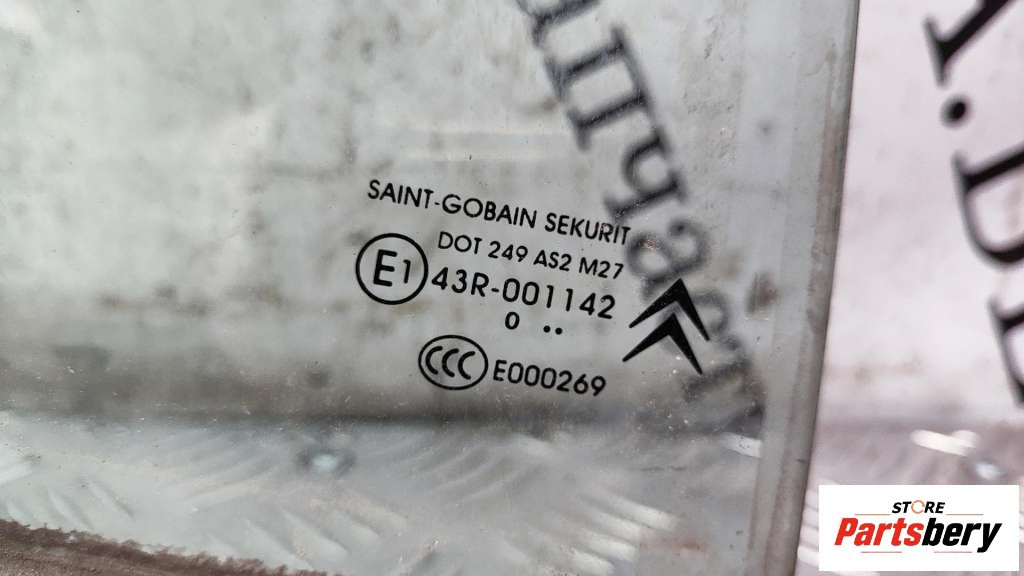 SAINT-GOBAIN SEKURIT
DOT 249 AS2 M27
E1 43R-001142
0 ..
CCC E000269
STORE
Partsbery